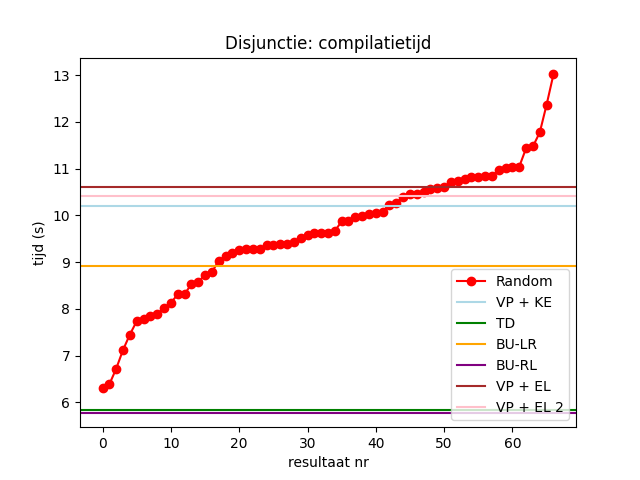 Disjunctie: compilatietijd
tijd (s)
13
12
11
10
9
8
7
6
0 10 20 30 40 50 60
resultaat nr
Random
VP + KE
TD
BU-LR
BU-RL
VP + EL
VP + EL 2